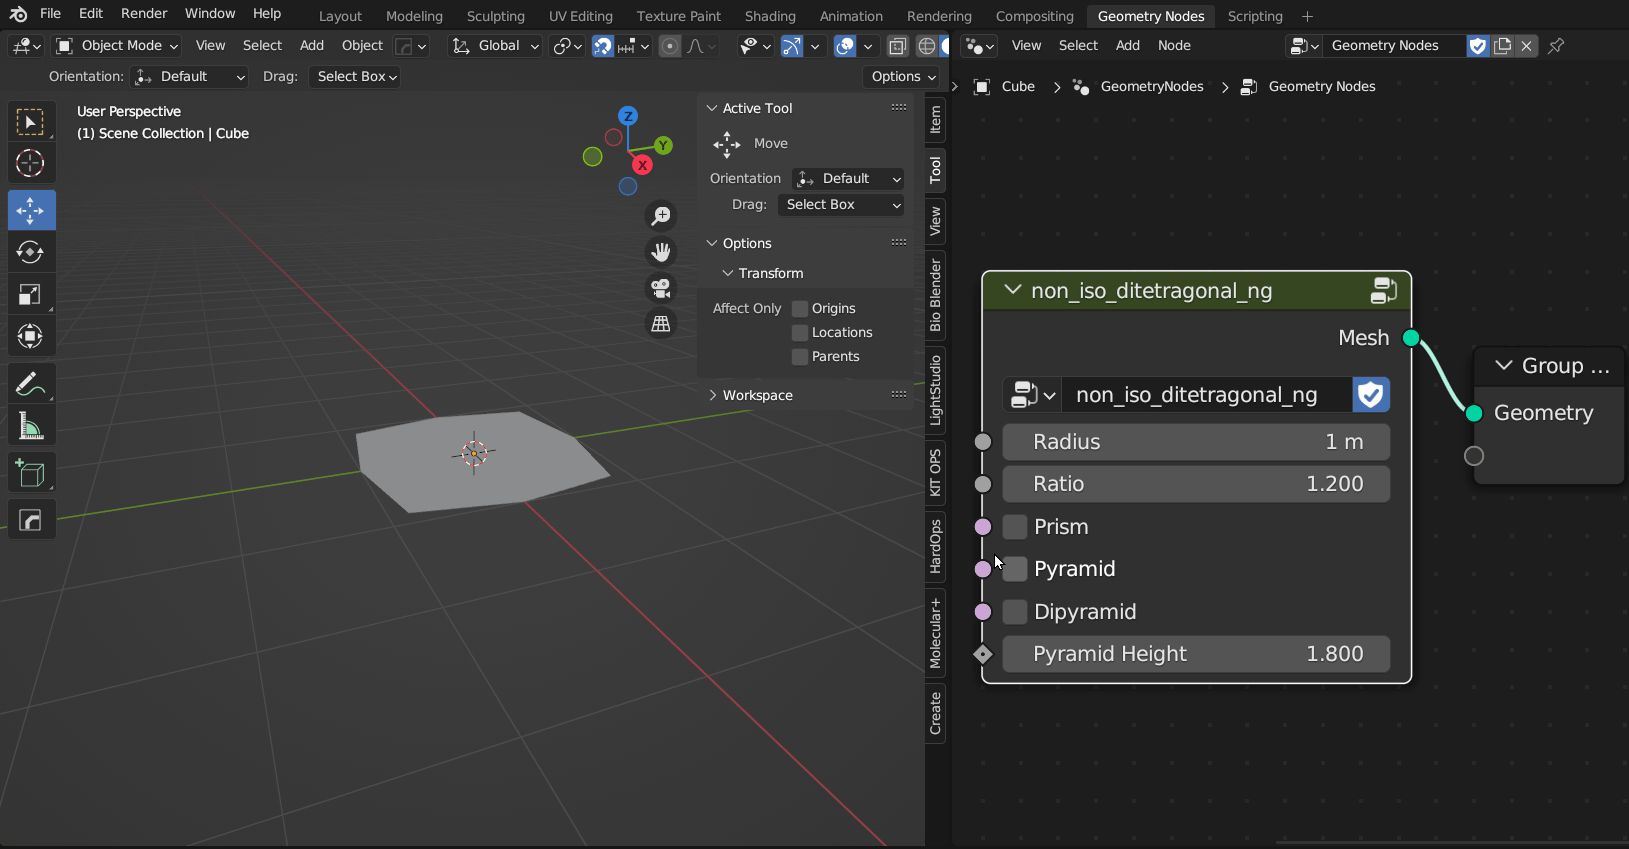 File Edit Render Window Help Layout Modeling Sculpting UV Editing Texture Paint Shading Animation Rendering Compositing Geometry Nodes Scripting +
Object Mode View Select Add Object Global
View Select Add Node Geometry Nodes
Orientation: Default Drag: Select Box Options
Cube GeometryNodes Geometry Nodes
User Perspective
(1) Scene Collection | Cube
Z
Y
X
Active Tool
Move
Orientation Default
Drag: Select Box
Options
Transform
Affect Only Origins
Locations
Parents
Workspace
Item
Tool
View
Bio Blender
LightStudio
KIT OPS
HardOps
Molecular+
Create
non_iso_ditetragonal_ng
Mesh
non_iso_ditetragonal_ng
Radius 1 m
Ratio 1.200
Prism
Pyramid
Dipyramid
Pyramid Height 1.800
Group ...
Geometry